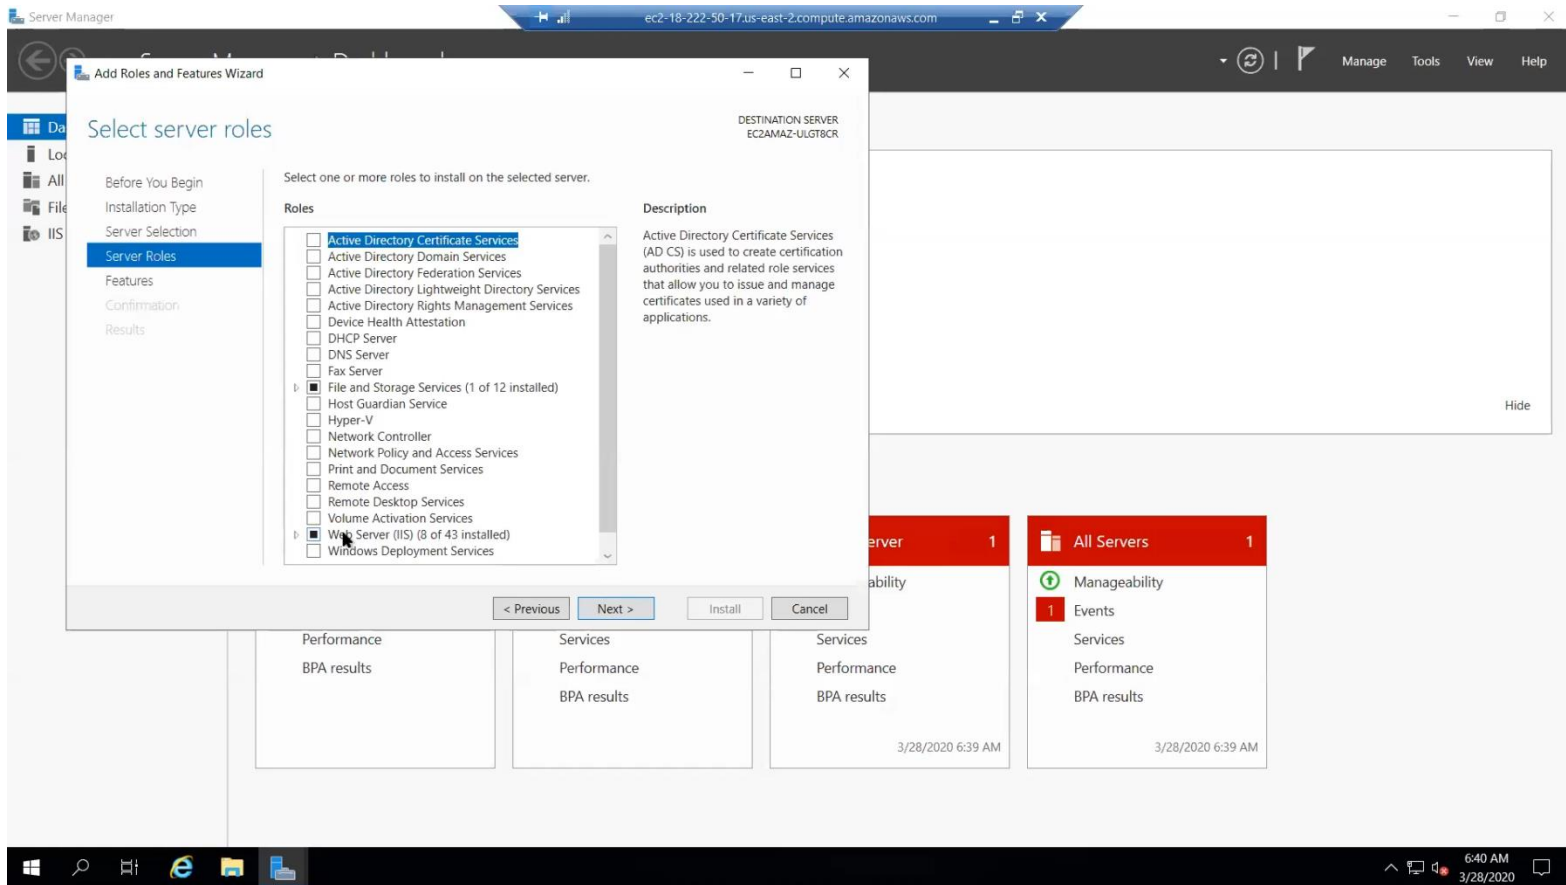 Server Manager
ec2-18-222-50-17.us-east-2.compute.amazonaws.com
Manage Tools View Help
Add Roles and Features Wizard
Select server roles
DESTINATION SERVER
EC2AMAZ-ULGT8CR
Da
Loc
All
File
IIS
Before You Begin
Installation Type
Server Selection
Server Roles
Features
Confirmation
Results
Select one or more roles to install on the selected server.
Roles
Active Directory Certificate Services
Active Directory Domain Services
Active Directory Federation Services
Active Directory Lightweight Directory Services
Active Directory Rights Management Services
Device Health Attestation
DHCP Server
DNS Server
Fax Server
File and Storage Services (1 of 12 installed)
Host Guardian Service
Hyper-V
Network Controller
Network Policy and Access Services
Print and Document Services
Remote Access
Remote Desktop Services
Volume Activation Services
Web Server (IIS) (8 of 43 installed)
Windows Deployment Services
Description
Active Directory Certificate Services
(AD CS) is used to create certification
authorities and related role services
that allow you to issue and manage
certificates used in a variety of
applications.
< Previous Next > Install Cancel
Hide
Performance
BPA results
Services
Performance
BPA results
erver 1
ability
Services
Performance
BPA results
3/28/2020 6:39 AM
All Servers 1
Manageability
1 Events
Services
Performance
BPA results
3/28/2020 6:39 AM
6:40 AM
3/28/2020